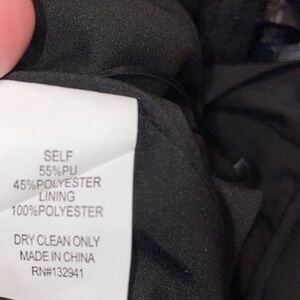 SELF
55%PU
45%POLYESTER
LINING
100%POLYESTER
DRY CLEAN ONLY
MADE IN CHINA
RN#132941